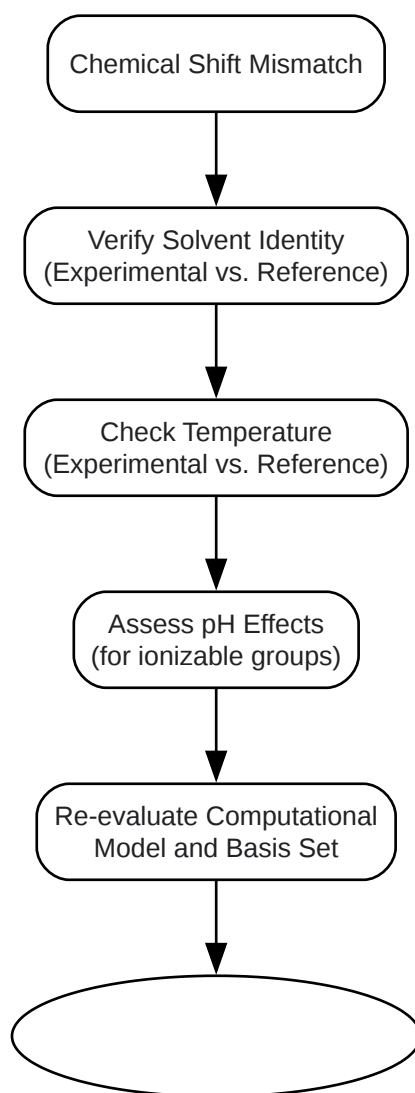 Chemical Shift Mismatch
Verify Solvent Identity
(Experimental vs. Reference)
Check Temperature
(Experimental vs. Reference)
Assess pH Effects
(for ionizable groups)
Re-evaluate Computational
Model and Basis Set